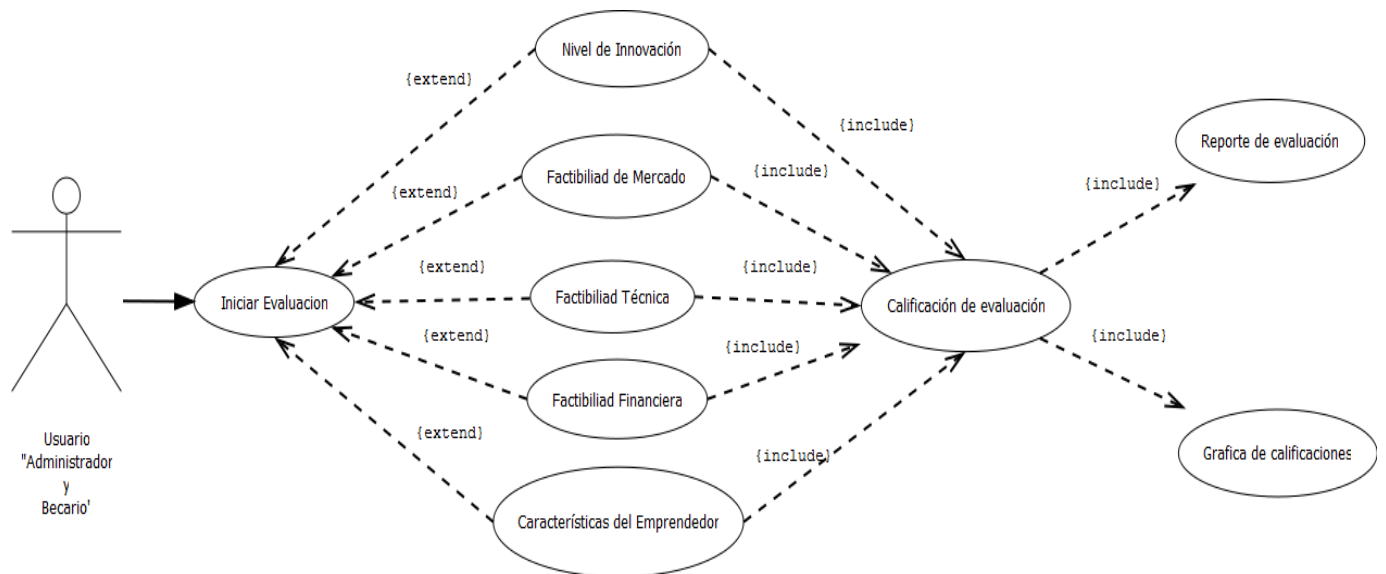 Nivel de Innovación
{extend}
{include}
Reporte de evaluación
Factibiliad de Mercado
{extend}
{include}
{include}
Iniciar Evaluacion
{extend}
Factibiliad Técnica
{include}
Calificación de evaluación
{extend}
Factibiliad Financiera
{include}
{include}
Grafica de calificaciones
{extend}
Características del Emprendedor
{include}
Usuario
"Administrador
y
Becario'